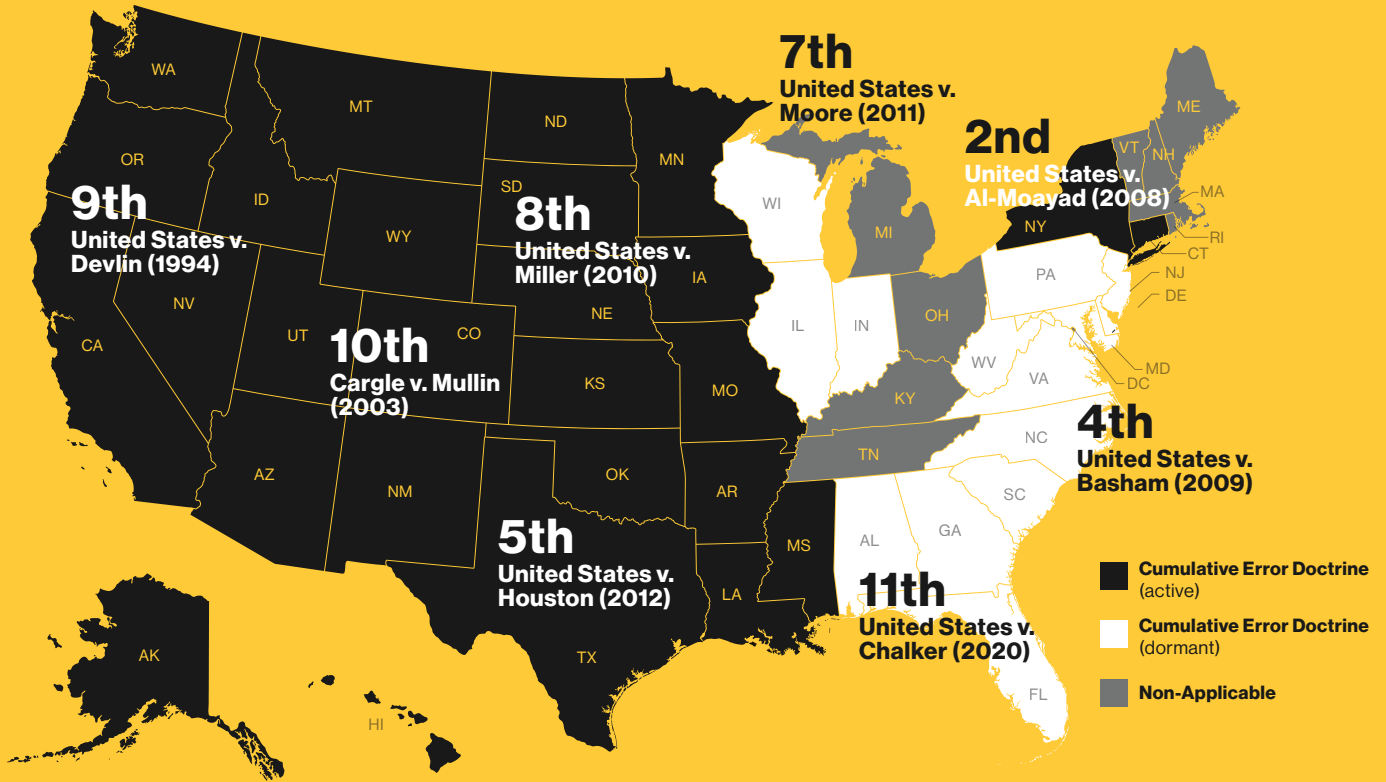 7th
United States v.
Moore (2011)
2nd
United States v.
Al-Moayad (2008)
9th
United States v.
Devlin (1994)
8th
United States v.
Miller (2010)
10th
Cargle v. Mullin
(2003)
4th
United States v.
Basham (2009)
5th
United States v.
Houston (2012)
11th
United States v.
Chalker (2020)
WA
MT
ND
MN
OR
ID
SD
WY
WI
MI
ME
VT
NH
MA
NY
RI
CT
NJ
DE
PA
IA
NE
NV
UT
CO
CA
IL
IN
OH
WV
VA
MD
DC
KS
MO
KY
NC
TN
AZ
NM
OK
AR
SC
MS
AL
GA
LA
TX
FL
AK
HI
Cumulative Error Doctrine
(active)
Cumulative Error Doctrine
(dormant)
Non-Applicable